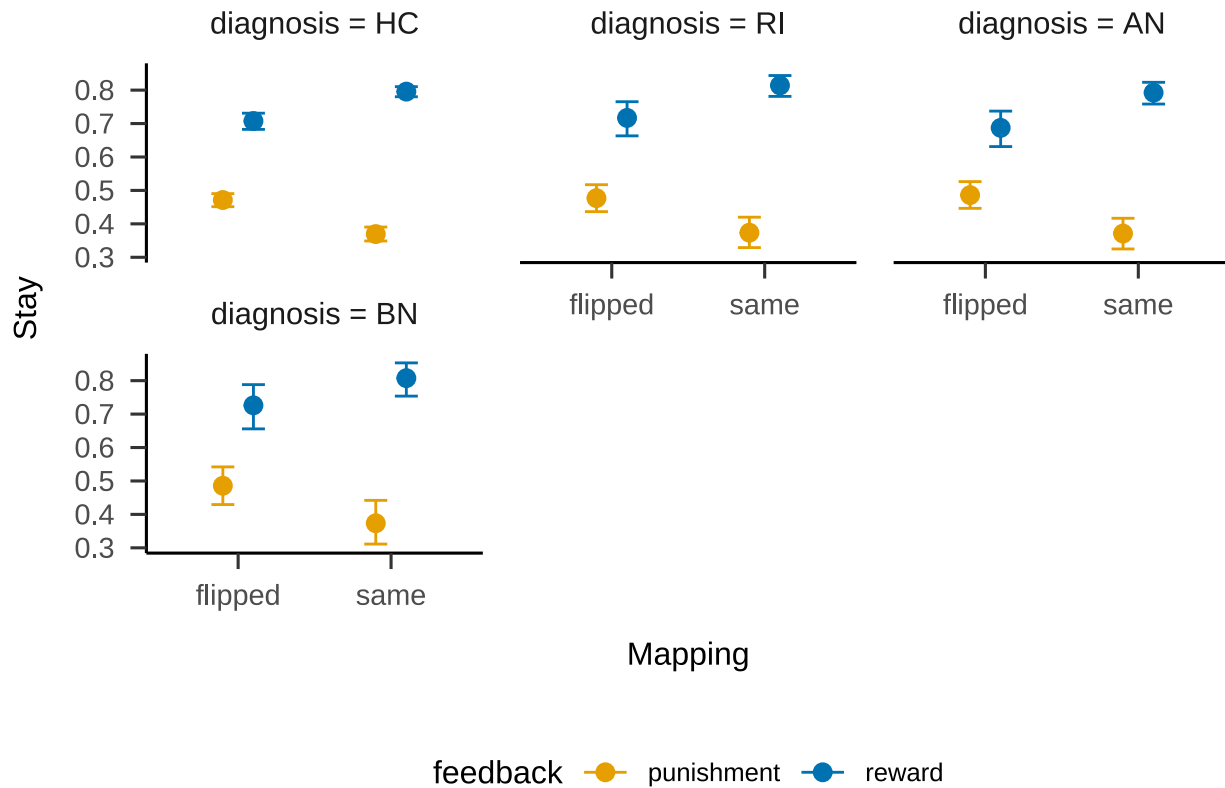 diagnosis = HC
diagnosis = RI
diagnosis = AN
0.8
0.7
0.6
0.5
0.4
0.3
flipped same
flipped same
Stay
diagnosis = BN
0.8
0.7
0.6
0.5
0.4
0.3
flipped same
Mapping
feedback punishment reward